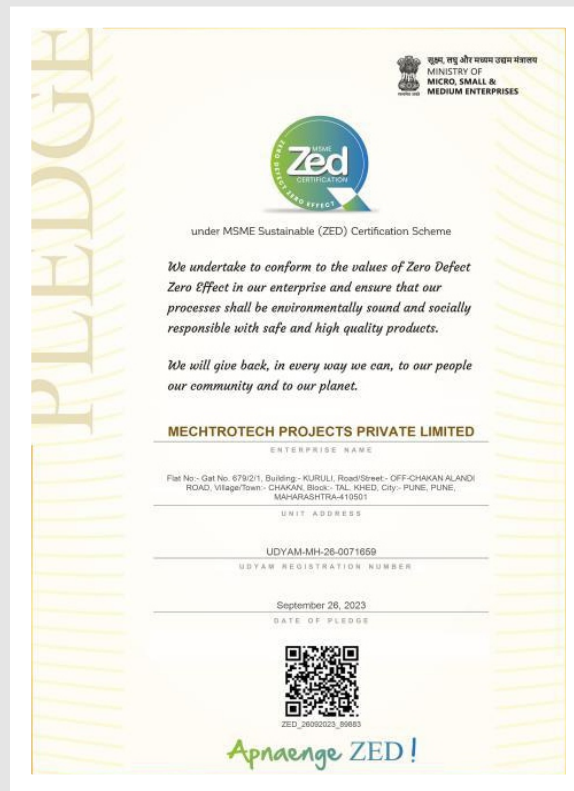 PLEDGE
सूक्ष्म, लघु और मध्यम उद्यम मंत्रालय
MINISTRY OF
MICRO, SMALL &
MEDIUM ENTERPRISES
MSME
Zed
CERTIFICATION
ZERO DEFECT ZERO EFFECT
under MSME Sustainable (ZED) Certification Scheme
We undertake to conform to the values of Zero Defect
Zero Effect in our enterprise and ensure that our
processes shall be environmentally sound and socially
responsible with safe and high quality products.
We will give back, in every way we can, to our people
our community and to our planet.
MECHTROTECH PROJECTS PRIVATE LIMITED
ENTERPRISE NAME
Flat No:- Gat No. 679/2/1, Building:- KURULI, Road/Street:- OFF-CHAKAN ALANDI
ROAD, Village/Town:- CHAKAN, Block:- TAL. KHED, City:- PUNE, PUNE,
MAHARASHTRA-410501
UNIT ADDRESS
UDYAM-MH-26-0071659
UDYAM REGISTRATION NUMBER
September 26, 2023
DATE OF PLEDGE
ZED_26092023_89883
Apnaenge ZED!